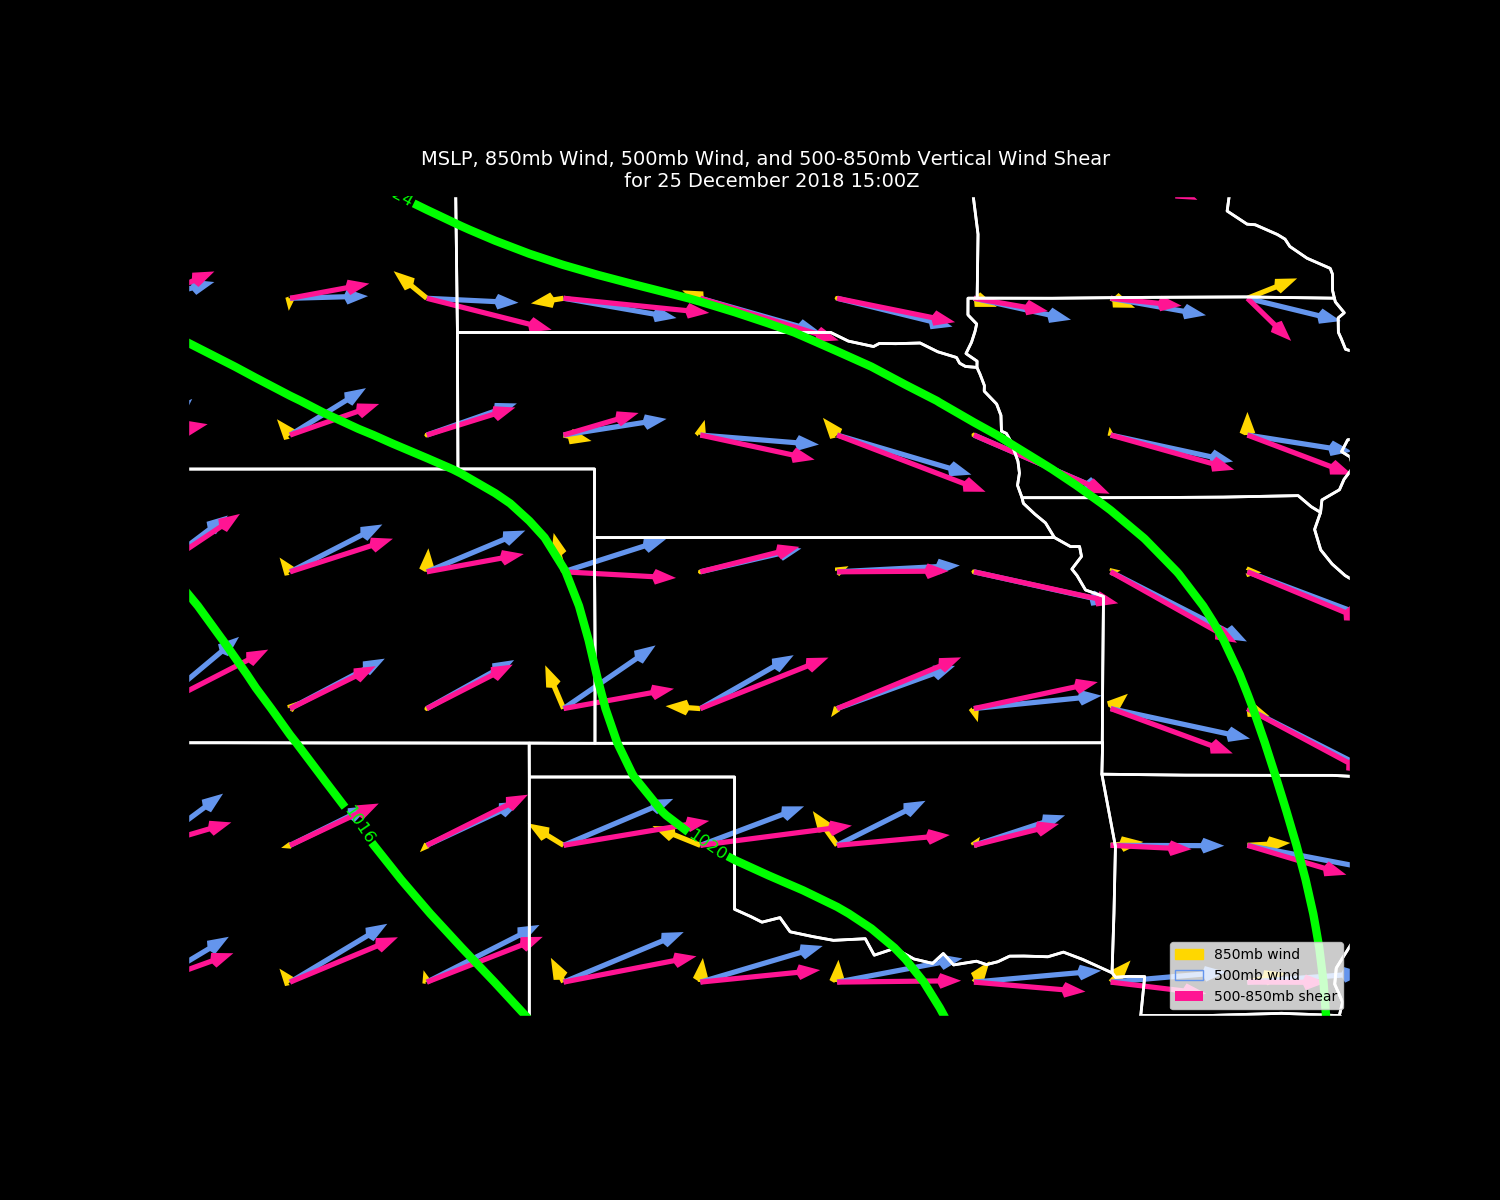 MSLP, 850mb Wind, 500mb Wind, and 500-850mb Vertical Wind Shear
for 25 December 2018 15:00Z
24
1016
1020
850mb wind
500mb wind
500-850mb shear